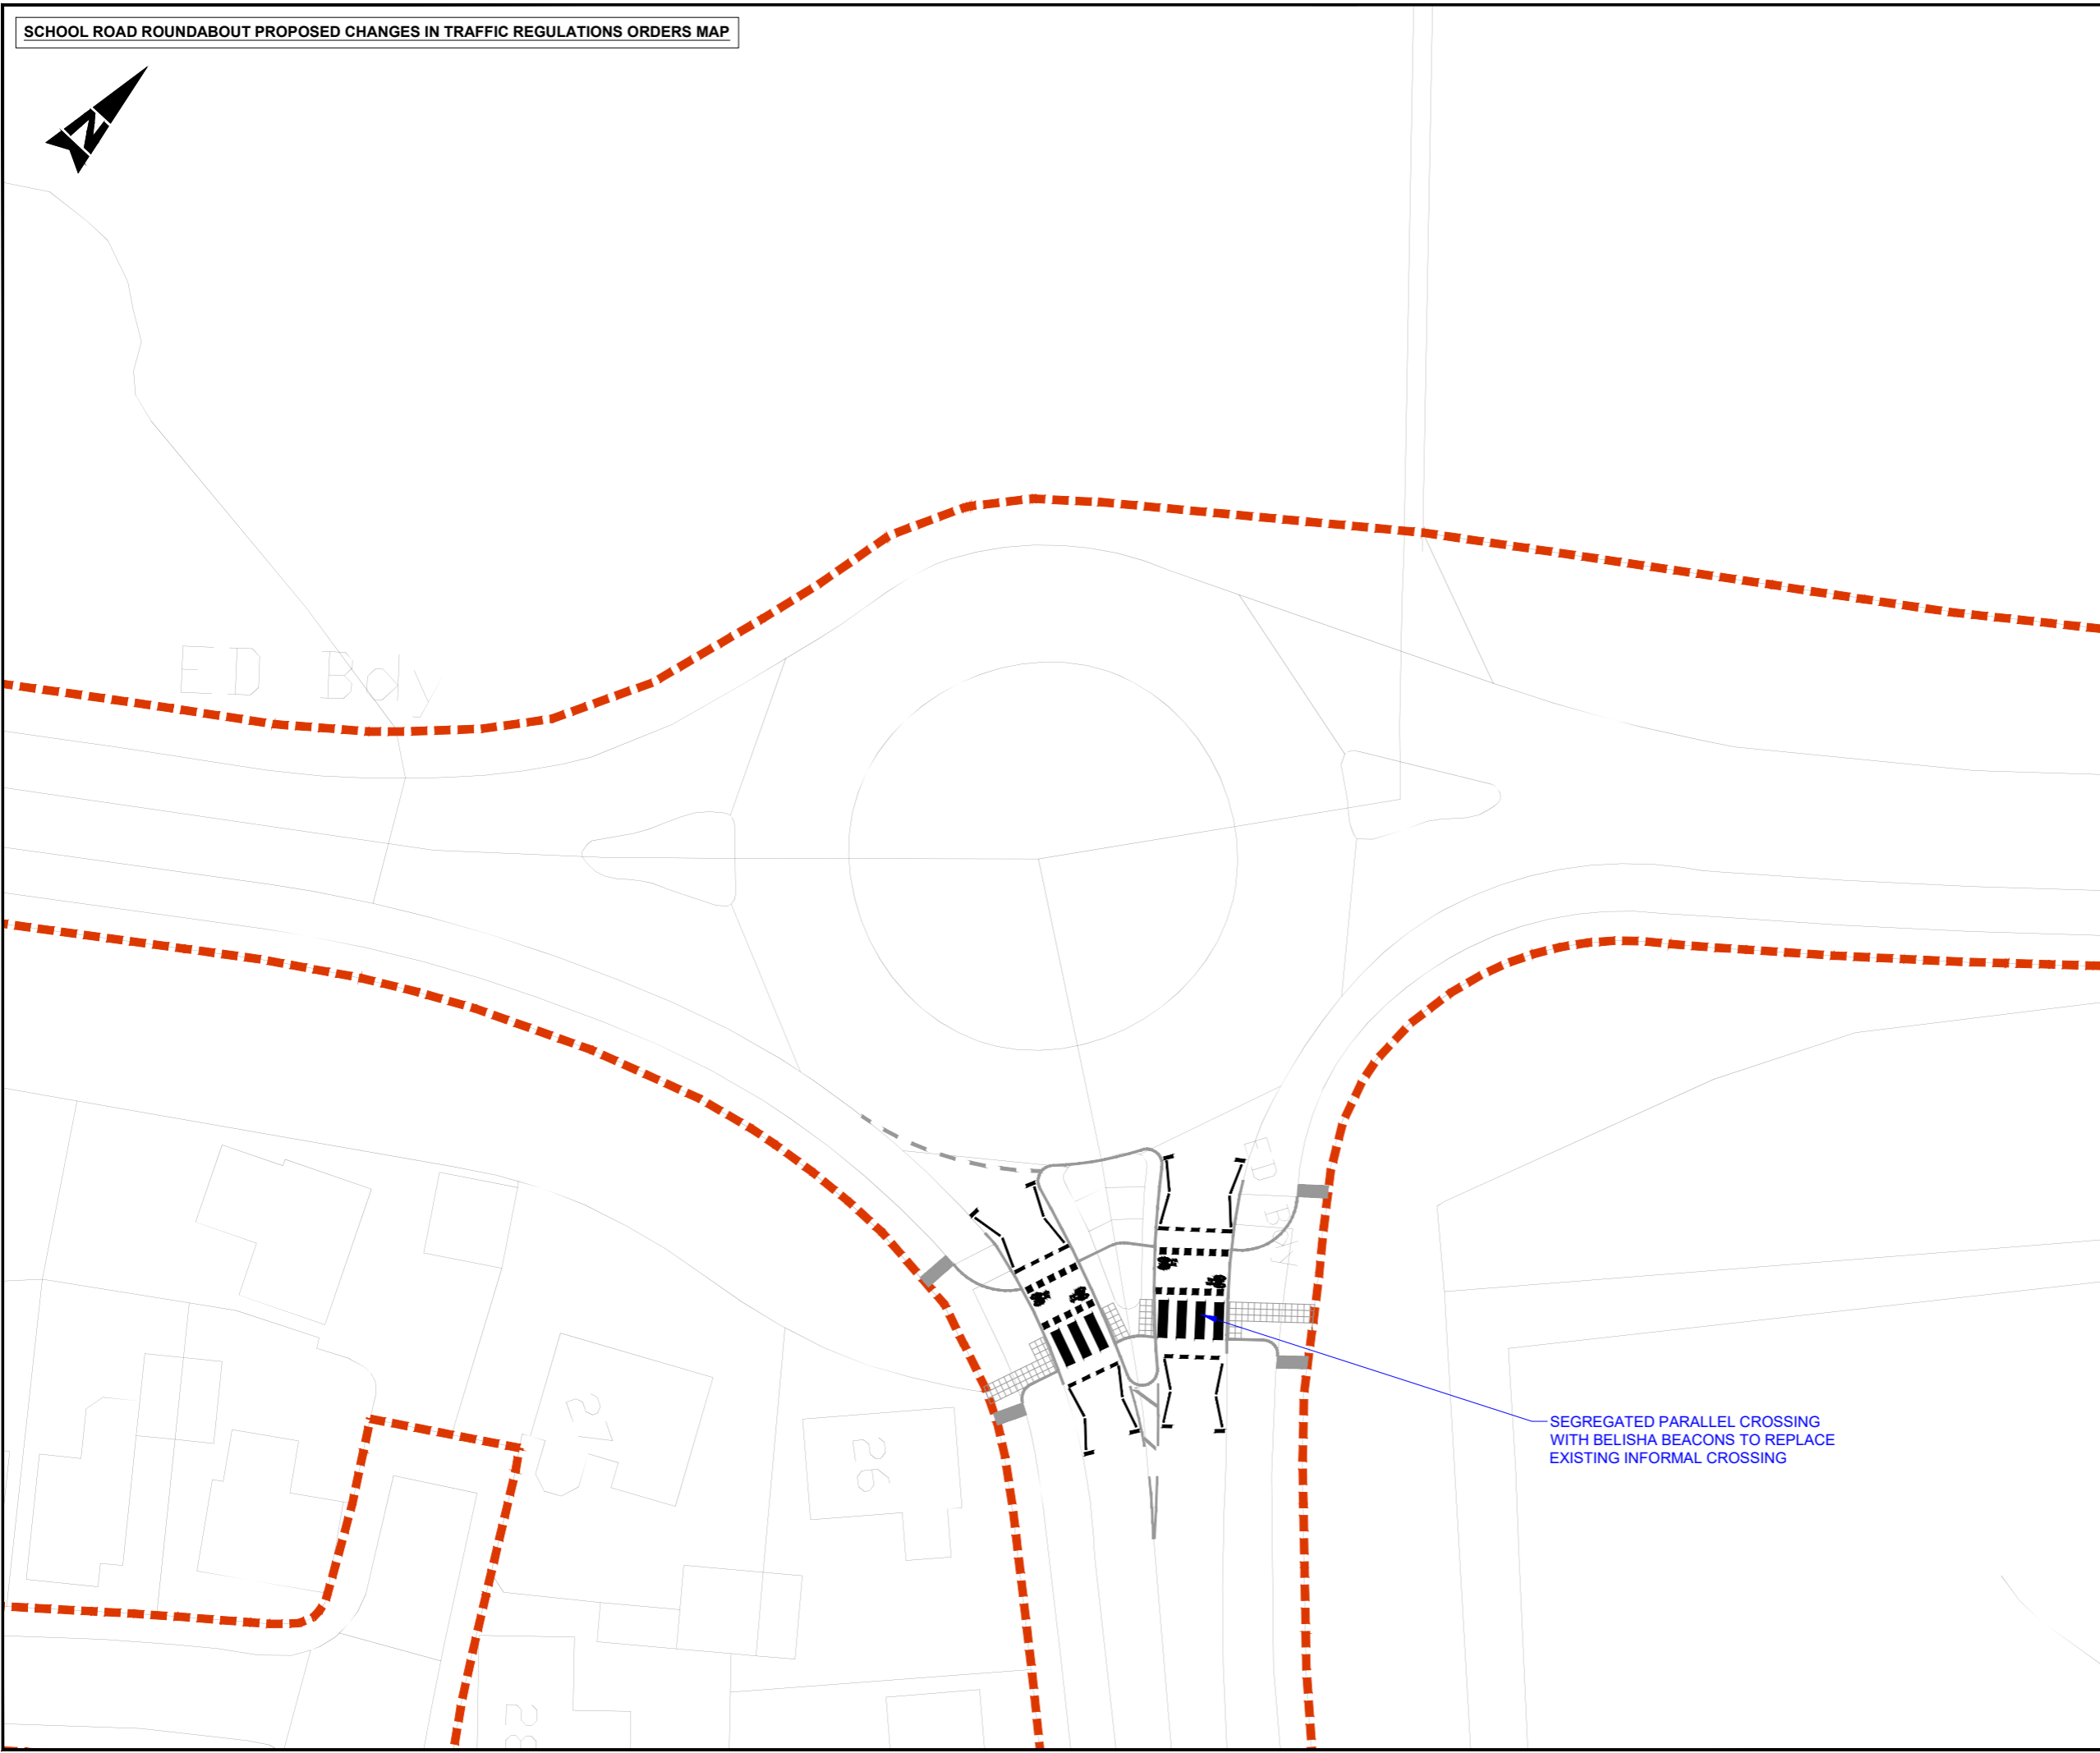 SCHOOL ROAD ROUNDABOUT PROPOSED CHANGES IN TRAFFIC REGULATIONS ORDERS MAP
N
ED Bdy
SEGREGATED PARALLEL CROSSING
WITH BELISHA BEACONS TO REPLACE
EXISTING INFORMAL CROSSING